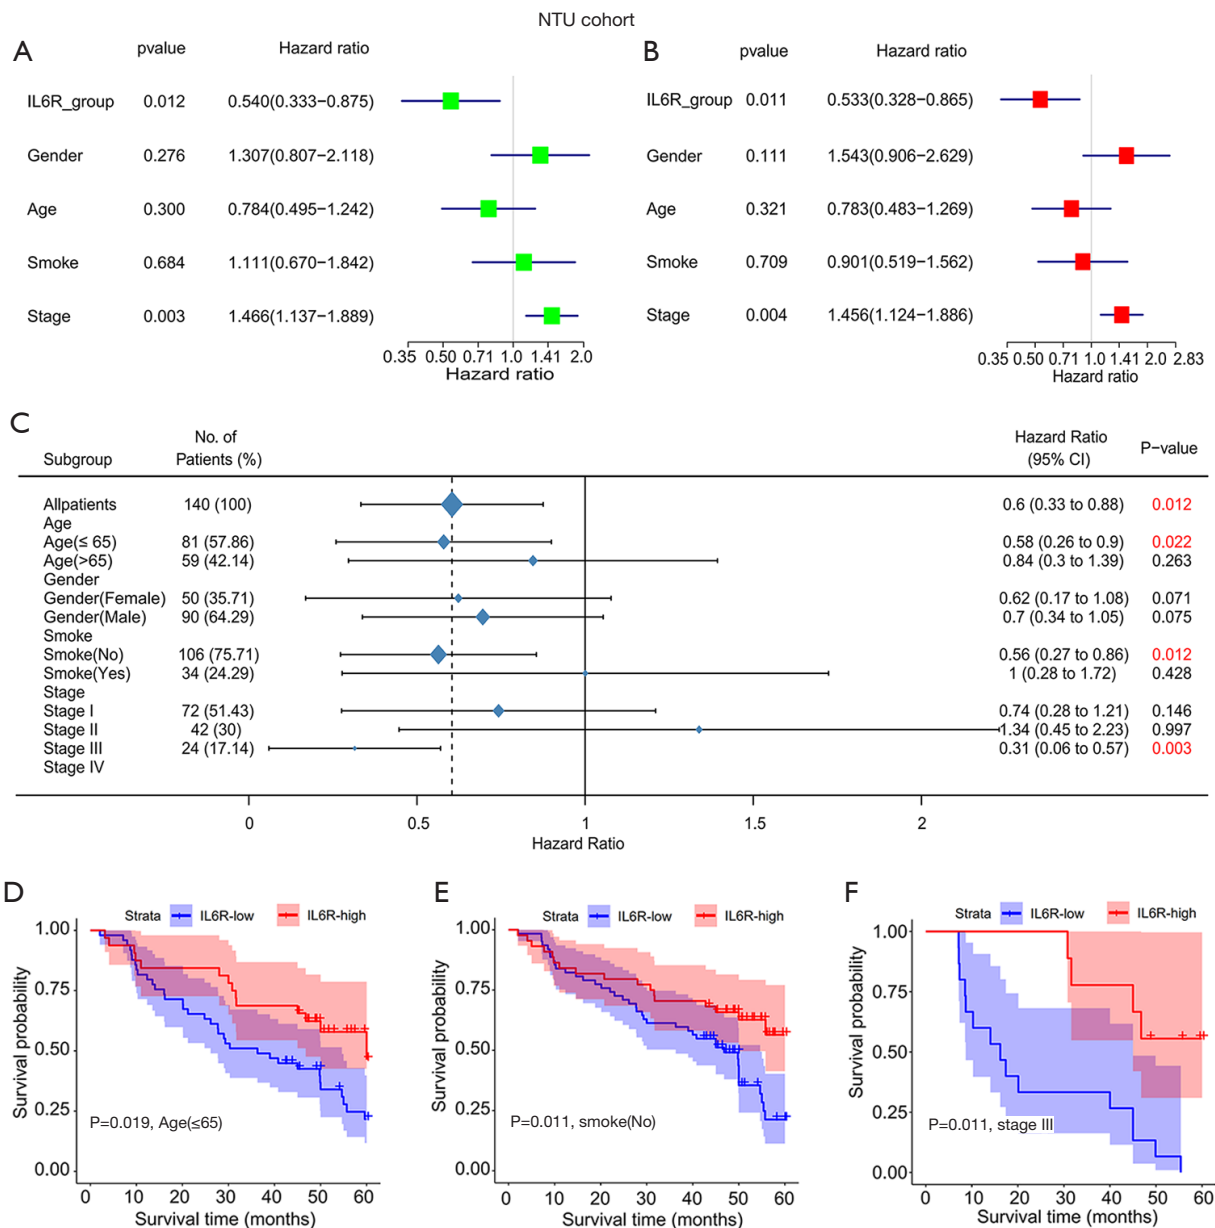 NTU cohort
A
pvalue Hazard ratio
IL6R_group 0.012 0.540(0.333−0.875)
Gender 0.276 1.307(0.807−2.118)
Age 0.300 0.784(0.495−1.242)
Smoke 0.684 1.111(0.670−1.842)
Stage 0.003 1.466(1.137−1.889)
0.35 0.50 0.71 1.0 1.41 2.0
Hazard ratio
B
pvalue Hazard ratio
IL6R_group 0.011 0.533(0.328−0.865)
Gender 0.111 1.543(0.906−2.629)
Age 0.321 0.783(0.483−1.269)
Smoke 0.709 0.901(0.519−1.562)
Stage 0.004 1.456(1.124−1.886)
0.35 0.50 0.71 1.0 1.41 2.0 2.83
Hazard ratio
C
No. of Hazard Ratio
Subgroup Patients (%) (95% CI) P−value
Allpatients 140 (100) 0.6 (0.33 to 0.88) 0.012
Age
Age(≤ 65) 81 (57.86) 0.58 (0.26 to 0.9) 0.022
Age(>65) 59 (42.14) 0.84 (0.3 to 1.39) 0.263
Gender
Gender(Female) 50 (35.71) 0.62 (0.17 to 1.08) 0.071
Gender(Male) 90 (64.29) 0.7 (0.34 to 1.05) 0.075
Smoke
Smoke(No) 106 (75.71) 0.56 (0.27 to 0.86) 0.012
Smoke(Yes) 34 (24.29) 1 (0.28 to 1.72) 0.428
Stage
Stage I 72 (51.43) 0.74 (0.28 to 1.21) 0.146
Stage II 42 (30) 1.34 (0.45 to 2.23) 0.997
Stage III 24 (17.14) 0.31 (0.06 to 0.57) 0.003
Stage IV
0 0.5 1 1.5 2
Hazard Ratio
D
Strata IL6R-low IL6R-high
Survival probability
1.00
0.75
0.50
0.25
0.00
P=0.019, Age(≤65)
0 10 20 30 40 50 60
Survival time (months)
E
Strata IL6R-low IL6R-high
Survival probability
1.00
0.75
0.50
0.25
0.00
P=0.011, smoke(No)
0 10 20 30 40 50 60
Survival time (months)
F
Strata IL6R-low IL6R-high
Survival probability
1.00
0.75
0.50
0.25
0.00
P=0.011, stage III
0 10 20 30 40 50 60
Survival time (months)